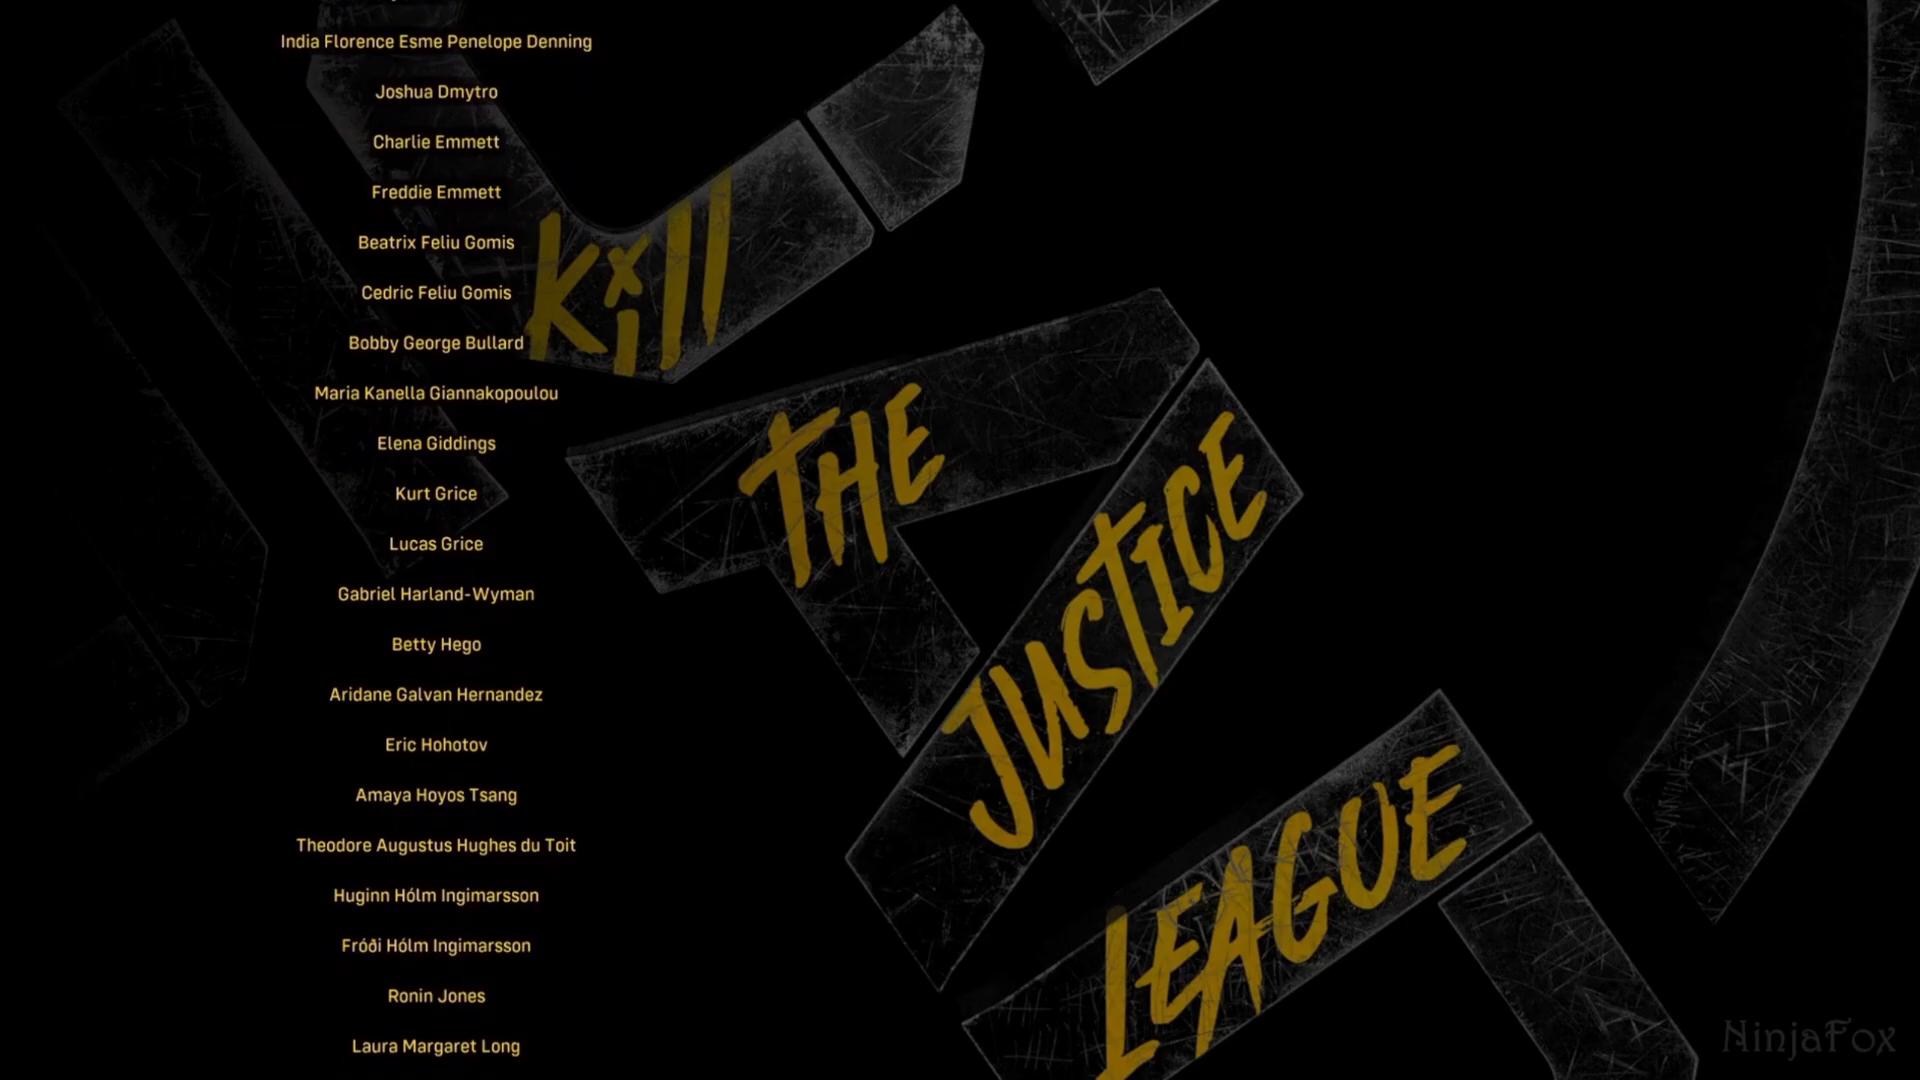 India Florence Esme Penelope Denning
Joshua Dmytro
Charlie Emmett
Freddie Emmett
Beatrix Feliu Gomis
Cedric Feliu Gomis
Bobby George Bullard
Maria Kanella Giannakopoulou
Elena Giddings
Kurt Grice
Lucas Grice
Gabriel Harland-Wyman
Betty Hego
Aridane Galvan Hernandez
Eric Hohotov
Amaya Hoyos Tsang
Theodore Augustus Hughes du Toit
Huginn Hólm Ingimarsson
Fróði Hólm Ingimarsson
Ronin Jones
Laura Margaret Long
Kill
THE
JUSTICE
LEAGUE
NinjaFox